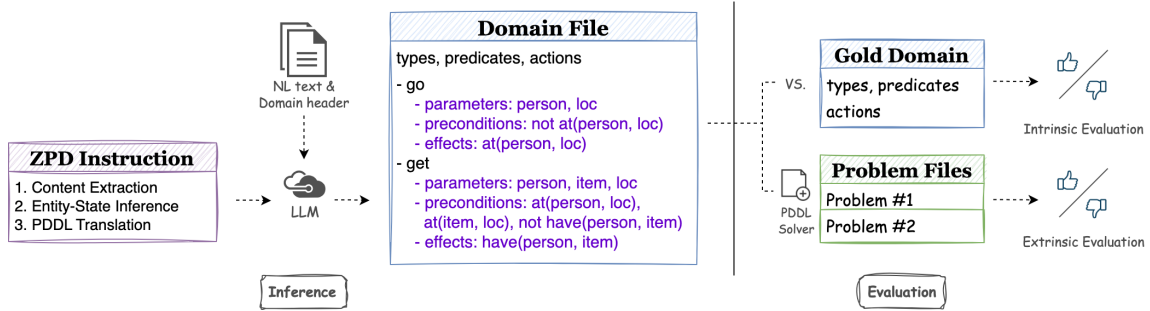 NL text &
Domain header
ZPD Instruction
1. Content Extraction
2. Entity-State Inference
3. PDDL Translation
LLM
Inference
Domain File
types, predicates, actions
- go
- parameters: person, loc
- preconditions: not at(person, loc)
- effects: at(person, loc)
- get
- parameters: person, item, loc
- preconditions: at(person, loc),
at(item, loc), not have(person, item)
- effects: have(person, item)
VS.
Gold Domain
types, predicates
actions
Intrinsic Evaluation
PDDL
Solver
Problem Files
Problem #1
Problem #2
Extrinsic Evaluation
Evaluation